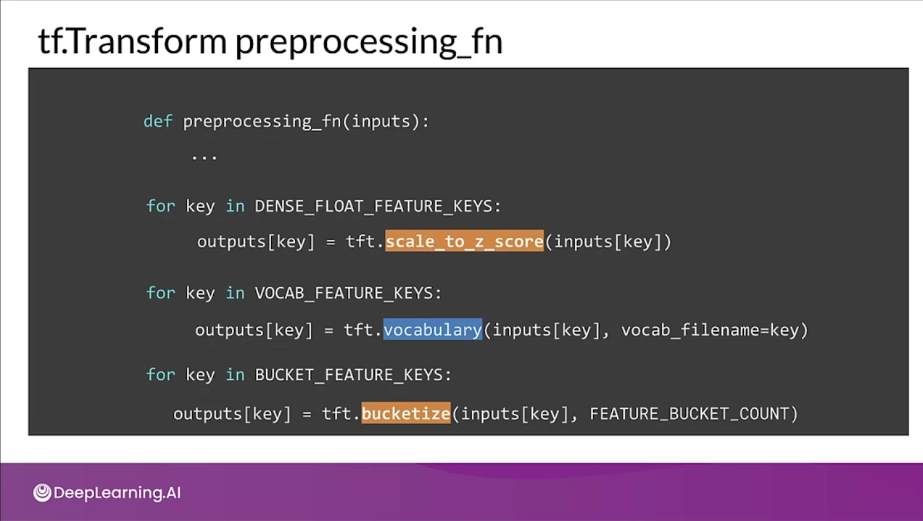 tf.Transform preprocessing_fn
def preprocessing_fn(inputs):
...
for key in DENSE_FLOAT_FEATURE_KEYS:
outputs[key] = tft.scale_to_z_score(inputs[key])
for key in VOCAB_FEATURE_KEYS:
outputs[key] = tft.vocabulary(inputs[key], vocab_filename=key)
for key in BUCKET_FEATURE_KEYS:
outputs[key] = tft.bucketize(inputs[key], FEATURE_BUCKET_COUNT)
DeepLearning.AI